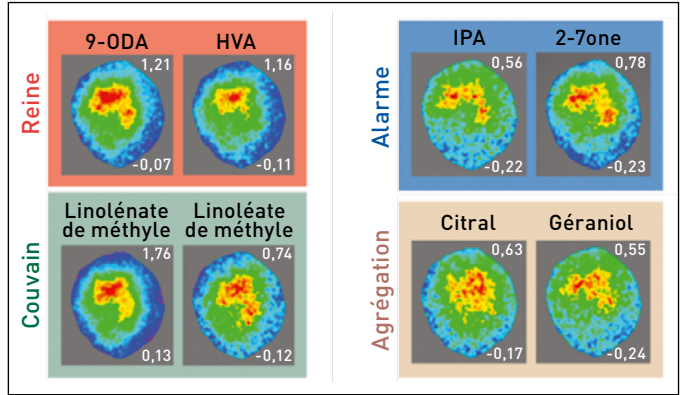 Reine
9-ODA
1,21
-0,07
HVA
1,16
-0,11
Couvain
Linolénate
de méthyle
1,76
0,13
Linoléate
de méthyle
0,74
-0,12
Alarme
IPA
0,56
-0,22
2-7one
0,78
-0,23
Agrégation
Citral
0,63
-0,17
Géraniol
0,55
-0,24